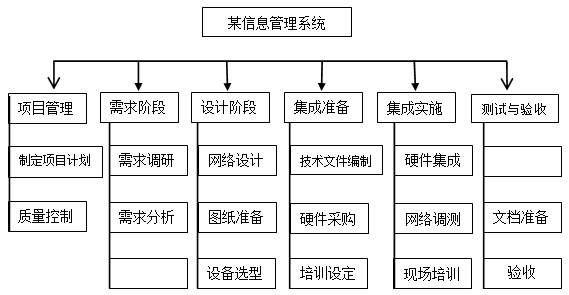 某信息管理系统
项目管理 需求阶段 设计阶段 集成准备 集成实施 测试与验收
制定项目计划 需求调研 网络设计 技术文件编制 硬件集成
质量控制 需求分析 图纸准备 硬件采购 网络调测 文档准备
设备选型 培训设定 现场培训 验收